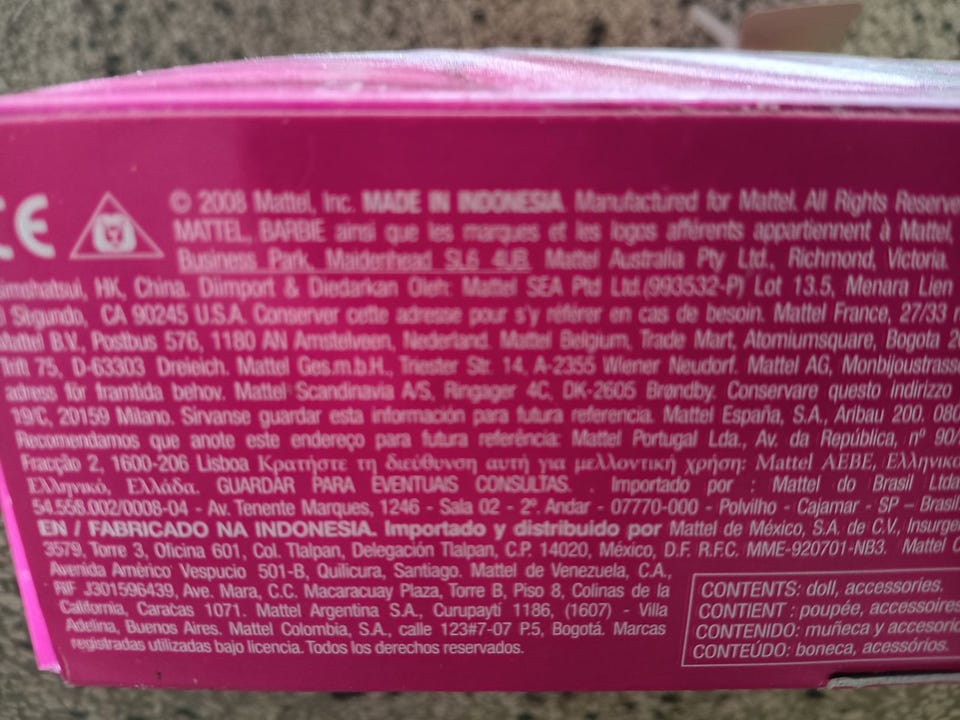 CE © 2008 Mattel, Inc. MADE IN INDONESIA Manufactured for Mattel. All Rights
MATTEL, BARBIE ainsi que les marques et les logos afférents appartiennent à Mattel,
Business Park, Maidenhead SL6 4UB. Mattel Australia Pty Ltd., Richmond, Victoria.
HK, China. Diimport & Diedarkan Oleh: Mattel SEA Ptd Ltd.(993532-P) Lot 13.5, Menara Lien
CA 90245 U.S.A. Conserver cette adresse pour s'y référer en cas de besoin. Mattel France, 27/33
Mattel B.V., Postbus 576, 1180 AN Amstelveen, Nederland. Mattel Belgium, Trade Mart, Atomiumsquare, Bogota
75, D-63303 Dreieich. Mattel Ges.m.b.H., Triester Str. 14, A-2355 Wiener Neudorf. Mattel AG,
adress för framtida behov. Mattel Scandinavia A/S, Ringager 4C, DK-2605 Brøndby. Conservare questo indirizzo
19/C, 20159 Milano. Sírvanse guardar esta información para futura referencia. Mattel España, S.A., Aribau 200.
Recomendamos que anote este endereço para futura referência: Mattel Portugal Lda., Av. da República, nº
Fracção 2, 1600-206 Lisboa Κρατήστε τη διεύθυνση αυτή για μελλοντική χρήση: Mattel AEBE,
Ελληνικό, Ελλάδα. GUARDAR PARA EVENTUAIS CONSULTAS. . Importado por : Mattel do Brasil Ltda
54.558.002/0008-04 - Av. Tenente Marques, 1246 - Sala 02 - 2º. Andar - 07770-000 - Polvilho - Cajamar - SP – Brasil
EN / FABRICADO NA INDONESIA. Importado y distribuido por Mattel de México, S.A. de C.V.,
3579, Torre 3, Oficina 601, Col. Tlalpan, Delegación Tlalpan, C.P. 14020, México, D.F. R.F.C. MME-920701-NB3. Mattel
Avenida Américo Vespucio 501-B, Quilicura, Santiago. Mattel de Venezuela, C.A.,
RIF J301596439, Ave. Mara, C.C. Macaracuay Plaza, Torre B, Piso 8, Colinas de la
California, Caracas 1071. Mattel Argentina S.A., Curupaytí 1186, (1607) - Villa
Adelina, Buenos Aires. Mattel Colombia, S.A., calle 123#7-07 P.5, Bogotá. Marcas
registradas utilizadas bajo licencia. Todos los derechos reservados.
CONTENTS: doll, accessories.
CONTIENT : poupée, accessoires
CONTENIDO: muñeca y
CONTEÚDO: boneca, acessórios.